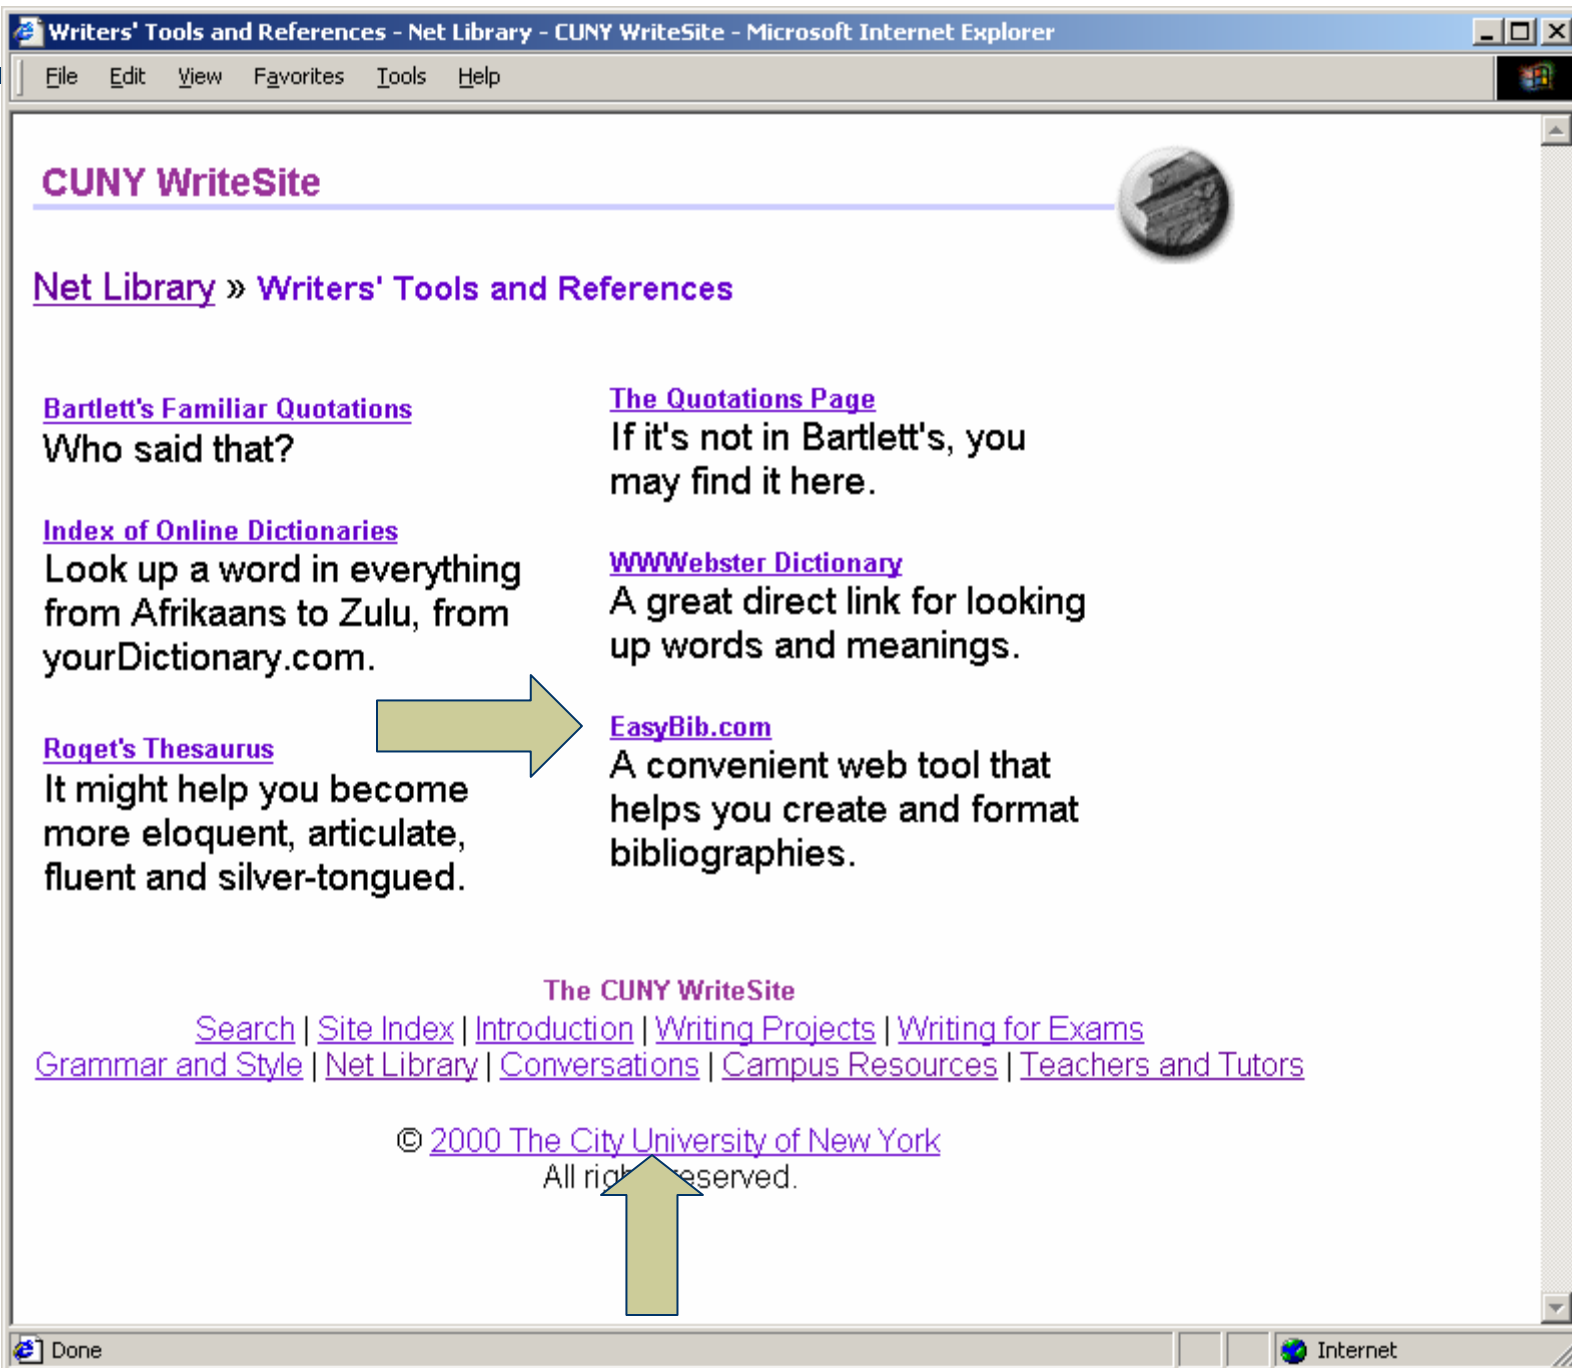 Writers' Tools and References - Net Library - CUNY WriteSite - Microsoft Internet Explorer
File Edit View Favorites Tools Help
CUNY WriteSite
Net Library » Writers' Tools and References
Bartlett's Familiar Quotations
Who said that?
Index of Online Dictionaries
Look up a word in everything
from Afrikaans to Zulu, from
yourDictionary.com.
Roget's Thesaurus
It might help you become
more eloquent, articulate,
fluent and silver-tongued.
The Quotations Page
If it's not in Bartlett's, you
may find it here.
WWWebster Dictionary
A great direct link for looking
up words and meanings.
EasyBib.com
A convenient web tool that
helps you create and format
bibliographies.
The CUNY WriteSite
Search | Site Index | Introduction | Writing Projects | Writing for Exams
Grammar and Style | Net Library | Conversations | Campus Resources | Teachers and Tutors
© 2000 The City University of New York
All reserved.
Done
Internet